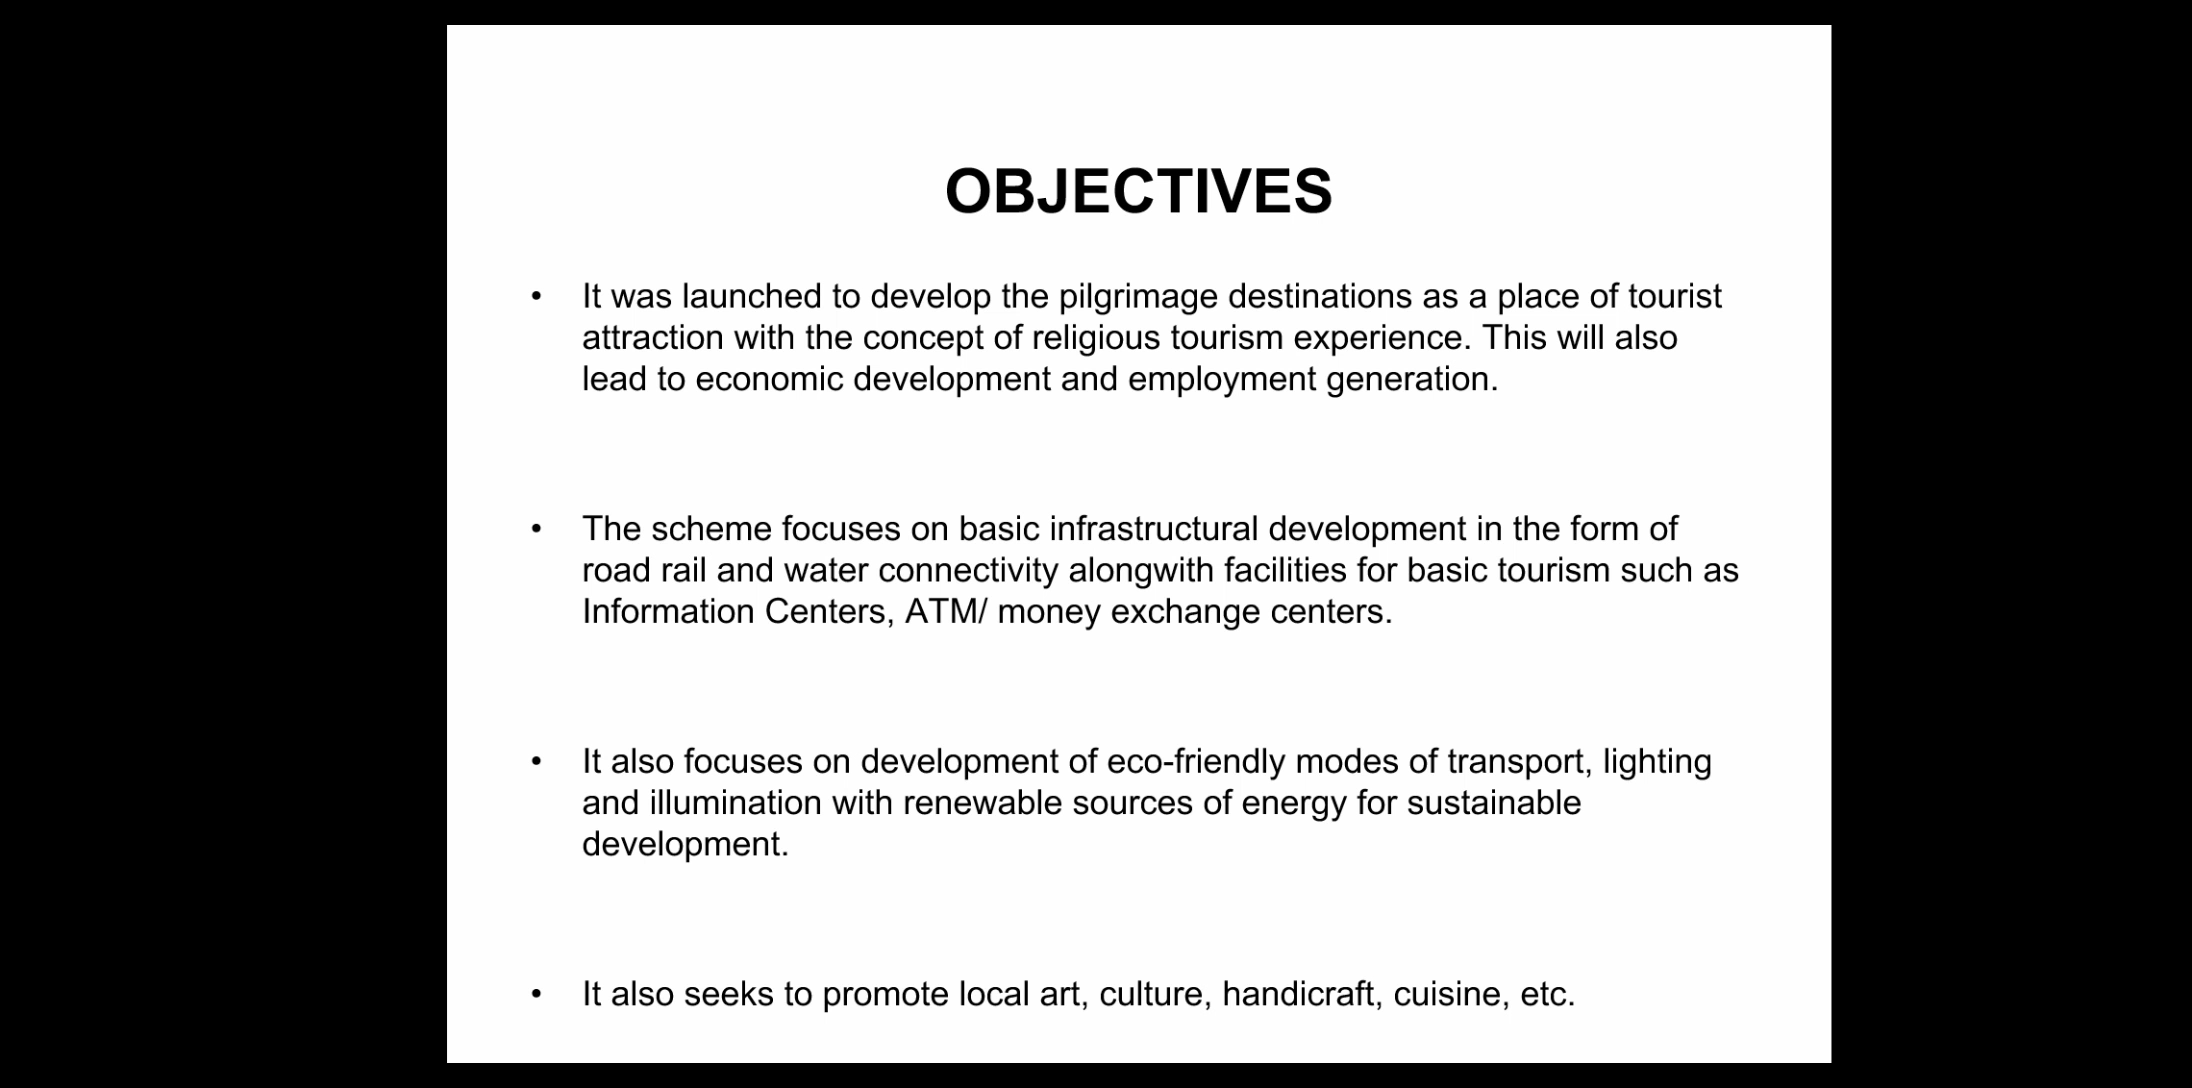 OBJECTIVES
• It was launched to develop the pilgrimage destinations as a place of tourist
attraction with the concept of religious tourism experience. This will also
lead to economic development and employment generation.
• The scheme focuses on basic infrastructural development in the form of
road rail and water connectivity alongwith facilities for basic tourism such as
Information Centers, ATM/ money exchange centers.
• It also focuses on development of eco-friendly modes of transport, lighting
and illumination with renewable sources of energy for sustainable
development.
• It also seeks to promote local art, culture, handicraft, cuisine, etc.